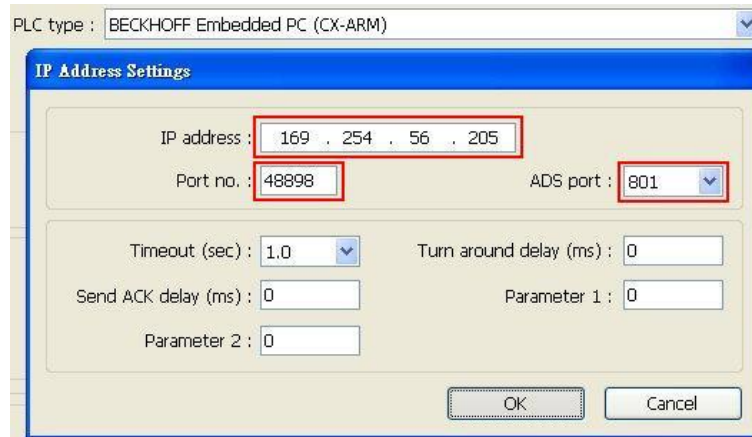 PLC type : BECKHOFF Embedded PC (CX-ARM)
IP Address Settings
IP address : 169 . 254 . 56 . 205
Port no. : 48898 ADS port : 801
Timeout (sec) : 1.0 Turn around delay (ms) : 0
Send ACK delay (ms) : 0 Parameter 1 : 0
Parameter 2 : 0
OK Cancel